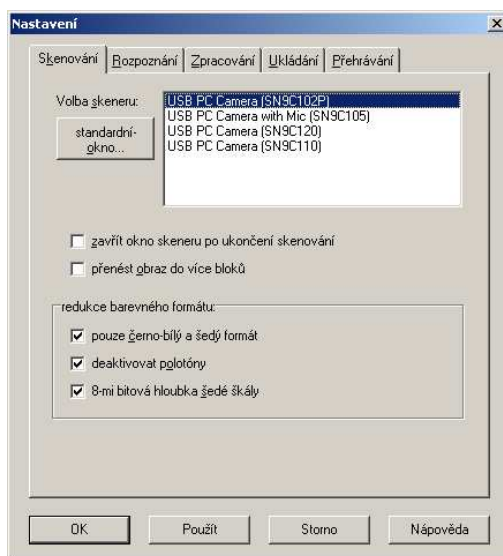 Nastavení
Skenování Rozpoznání Zpracování Ukládání Přehrávání
Volba skeneru:
standardní-
okno...
USB PC Camera (SN9C102P)
USB PC Camera with Mic (SN9C105)
USB PC Camera (SN9C120)
USB PC Camera (SN9C110)
zavřít okno skeneru po ukončení skenování
přenést obraz do více bloků
redukce barevného formátu:
pouze černo-bílý a šedý formát
deaktivovat polotóny
8-mi bitová hloubka šedé škály
OK Použít Storno Nápověda